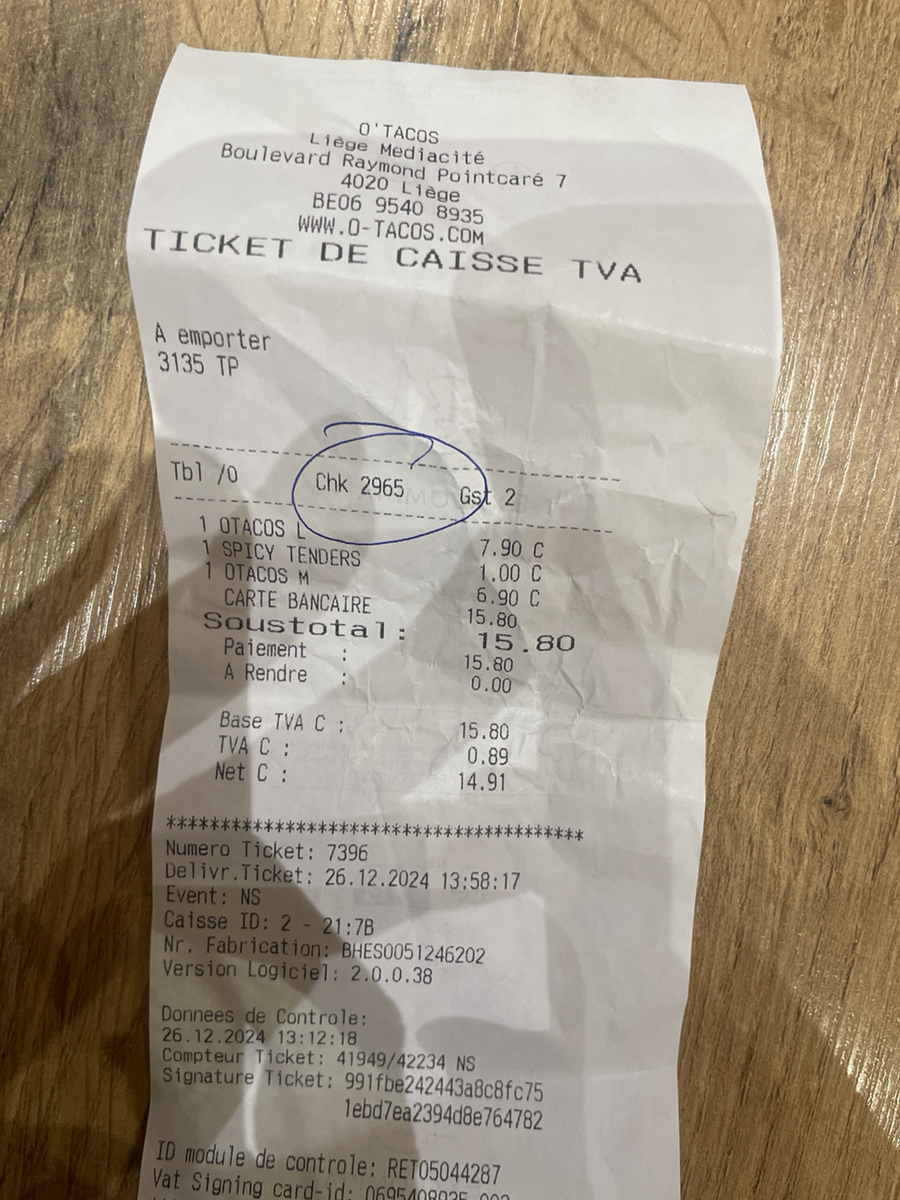 O'TACOS
Liège Mediacité
Boulevard Raymond Pointcaré 7
4020 Liège
BE06 9540 8935
WWW.O-TACOS.COM
TICKET DE CAISSE TVA
A emporter
3135 TP
Tbl /0 Chk 2965 Gst 2
1 OTACOS L 7.90 C
1 SPICY TENDERS 1.00 C
1 OTACOS M 6.90 C
CARTE BANCAIRE 15.80
Soustotal: 15.80
Paiement : 15.80
A Rendre : 0.00
Base TVA C : 15.80
TVA C : 0.89
Net C : 14.91
****************************************
Numero Ticket: 7396
Delivr.Ticket: 26.12.2024 13:58:17
Event: NS
Caisse ID: 2 - 21:7B
Nr. Fabrication: BHES0051246202
Version Logiciel: 2.0.0.38
Donnees de Controle:
26.12.2024 13:12:18
Compteur Ticket: 41949/42234 NS
Signature Ticket: 991fbe242443a8c8fc75
1ebd7ea2394d8e764782
ID module de controle: RET05044287
Vat Signing card-id: